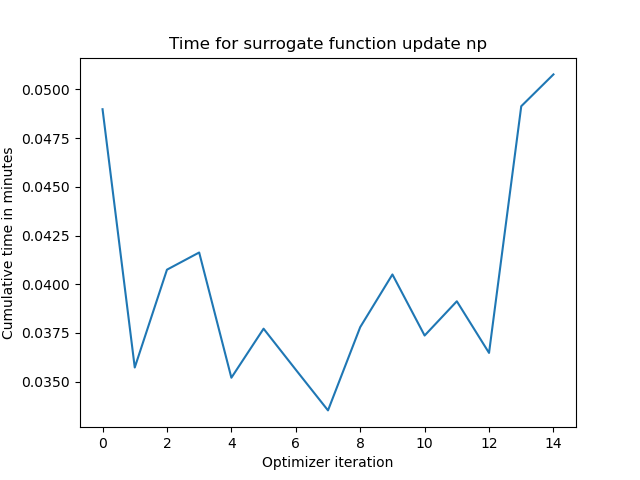 Time for surrogate function update np
Cumulative time in minutes
0.0500
0.0475
0.0450
0.0425
0.0400
0.0375
0.0350
0 2 4 6 8 10 12 14
Optimizer iteration